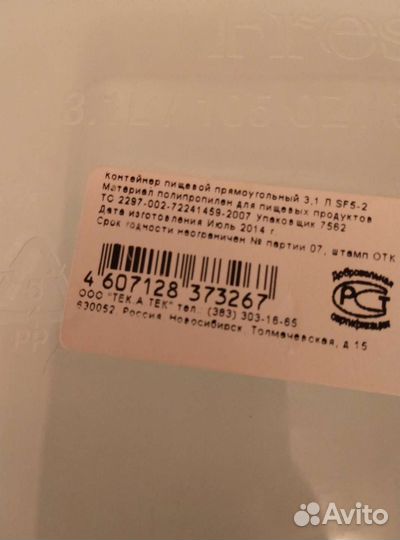 Fres
Контейнер пищевой прямоугольный 3,1 Л SF5-2
Материал полипропилен для пищевых продуктов
ТС 2297-002-72241459-2007 Упаковщик 7562
Дата изготовления Июль 2014 г.
Срок годности неограничен № партии 07, штамп ОТК
4 607128 373267
Добровольная
РСТ
сертификация
ООО "ТЕК.А ТЕК" тел.: (383) 303-16-65
630052, Россия, Новосибирск, Толмачевская, д 15
PP
Avito